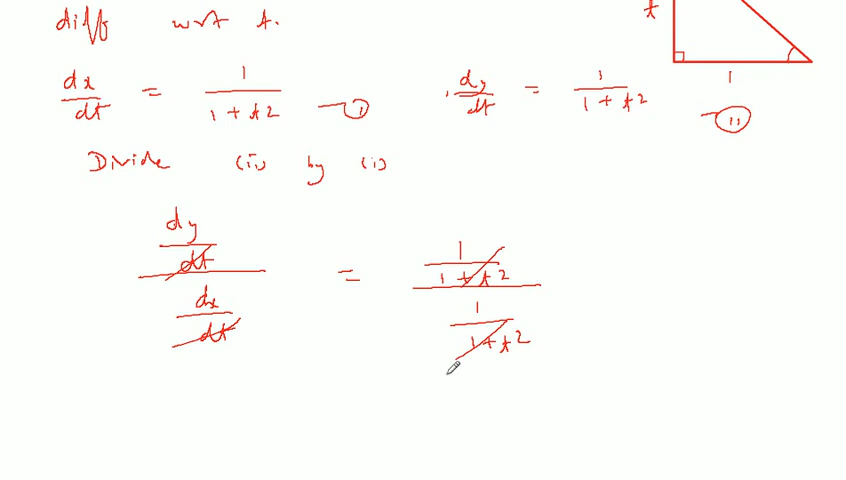 diff w.r.t t.
t
1
dx/dt = 1/(1+t2) —(i) , dy/dt = 1/(1+t2) —(ii)
Divide (ii) by (i)
(dy/dt)/(dx/dt) = (1/(1+t2))/(1/(1+t2))